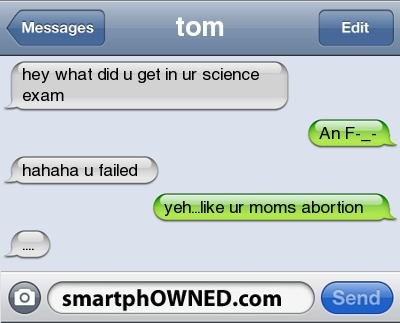 Messages
tom
Edit
hey what did u get in ur science
exam
An F-_-
hahaha u failed
yeh...like ur moms abortion
....
smartphOWNED.com
Send